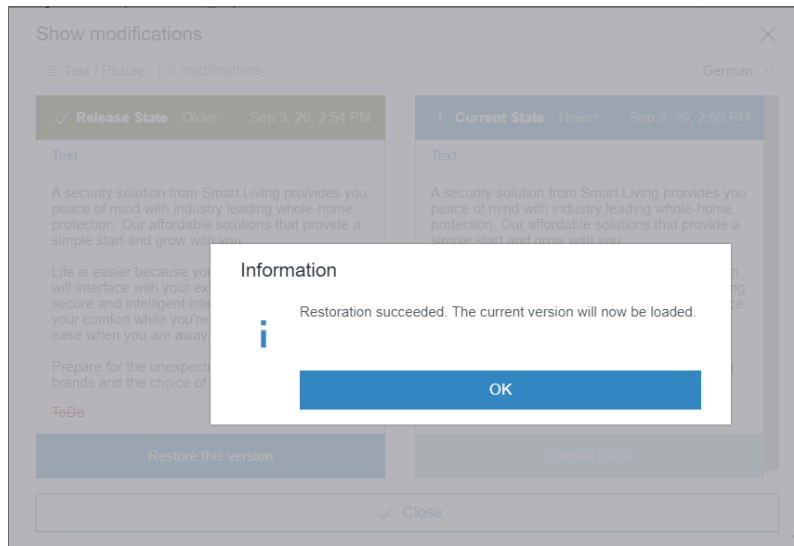 Show modifications
Text / Picture | 6 modifications
German
Release State Older Sep 3, 20, 2:54 PM
! Current State Newer Sep 3, 20, 2:59 PM
Text
A security solution from Smart Living proivides you
peace of mind with industry leading whole-home
protection. Our affordable solutions that provide a
simple start and grow with you
Life is easier because you
will interface with your
secure and intelligent
your comfort while you're
ease when you are away
Prepare for the
brands and the choice of
ToDo
Restore this version
Text
A security solution from Smart Living proivides you
peace of mind with industry leading whole-home
protection. Our affordable solutions that provide a
simple start and grow with you
Current State
Information
i
Restoration succeeded. The current version will now be loaded.
OK
Close